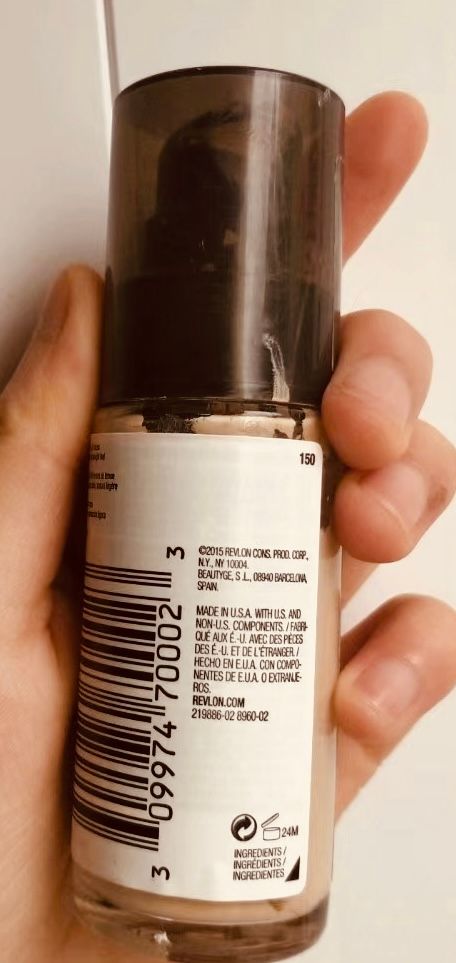 150
©2015 REVLON CONS. PROD. CORP.,
N.Y., NY 10004.
BEAUTYGE, S.L., 08940 BARCELONA,
SPAIN.
MADE IN U.S.A. WITH U.S. AND
NON-U.S. COMPONENTS. / FABRI-
QUÉ AUX É.-U. AVEC DES PIÈCES
DES É.-U. ET DE L'ÉTRANGER. /
HECHO EN E.U.A. CON COMPO-
NENTES DE E.U.A. O EXTRANJE-
ROS.
REVLON.COM
219886-02 8960-02
3 09974 70002 3
24M
INGREDIENTS /
INGRÉDIENTS /
INGREDIENTES